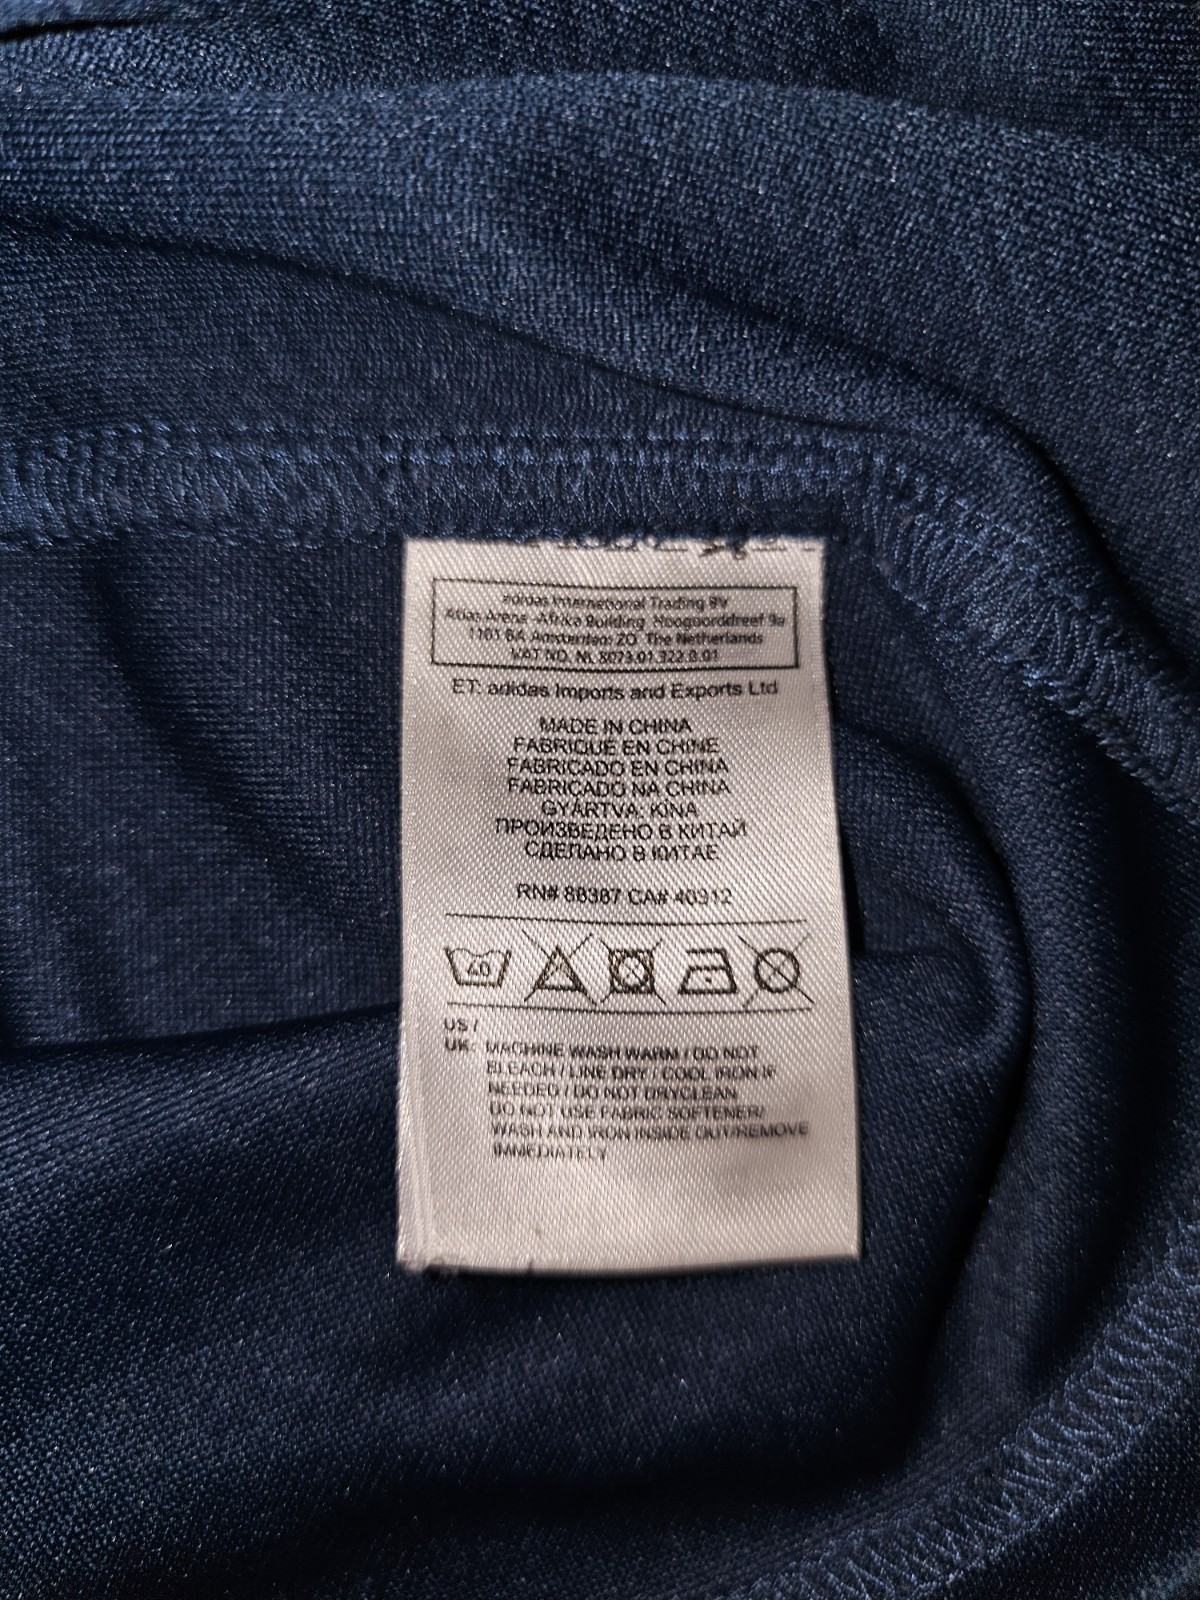 adidas International Trading BV
Atlas Arena -Afrika Building, Hoogoorddreef 9a
1101 BA Amsterdam ZO The Netherlands
VAT NO. NL 8073.01.322.B.01
ET: adidas Imports and Exports Ltd
MADE IN CHINA
FABRIQUE EN CHINE
FABRICADO EN CHINA
FABRICADO NA CHINA
GYÁRTVA: KÍNA
ПРОИЗВЕДЕНО В КИТАЙ
СДЕЛАНО В КИТАЕ
RN# 88387 CA# 40312
40
US /
UK: MACHINE WASH WARM / DO NOT
BLEACH / LINE DRY / COOL IRON IF
NEEDED / DO NOT DRYCLEAN
DO NOT USE FABRIC SOFTENER/
WASH AND IRON INSIDE OUT/REMOVE
IMMEDIATELY